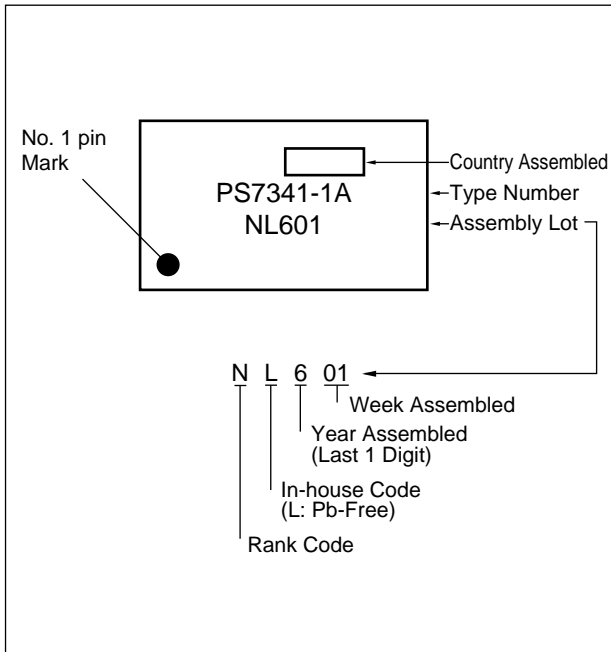 No. 1 pin
Mark
Country Assembled
PS7341-1A
Type Number
NL601
Assembly Lot
N L 6 01
Week Assembled
Year Assembled
(Last 1 Digit)
In-house Code
(L: Pb-Free)
Rank Code